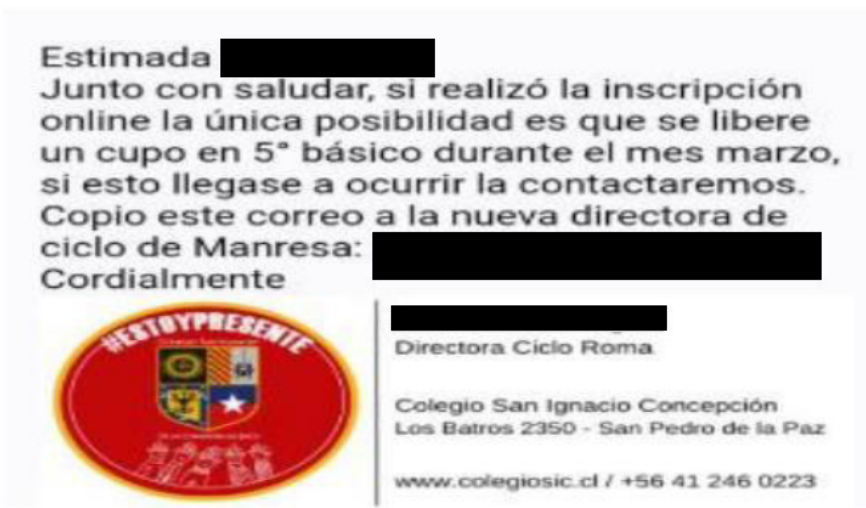 Estimada
Junto con saludar, si realizó la inscripción
online la única posibilidad es que se libere
un cupo en 5° básico durante el mes marzo,
si esto llegase a ocurrir la contactaremos.
Copio este correo a la nueva directora de
ciclo de Manresa:
Cordialmente
#ESTOYPRESENTE
Directora Ciclo Roma
Colegio San Ignacio Concepción
Los Batros 2350 - San Pedro de la Paz
www.colegiosic.cl / +56 41 246 0223